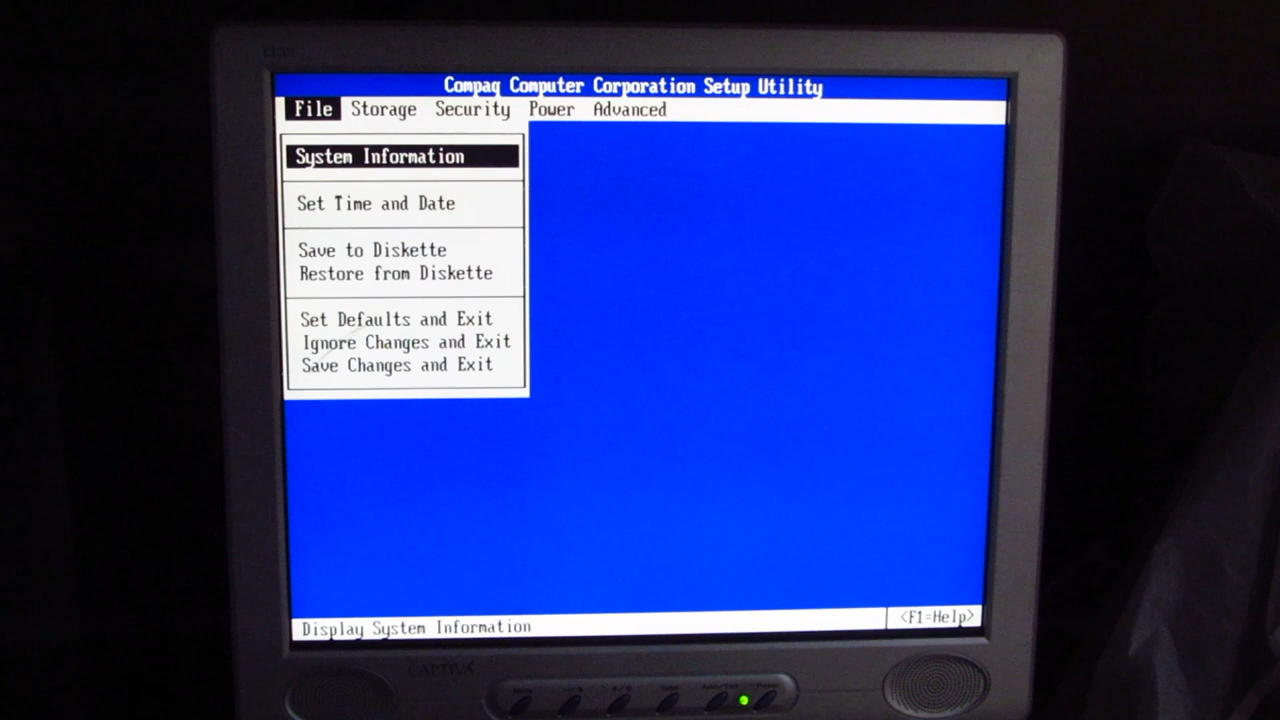 Compaq Computer Corporation Setup Utility
File Storage Security Power Advanced
System Information
Set Time and Date
Save to Diskette
Restore from Diskette
Set Defaults and Exit
Ignore Changes and Exit
Save Changes and Exit
Display System Information
<F1=Help>
CAPTIVA